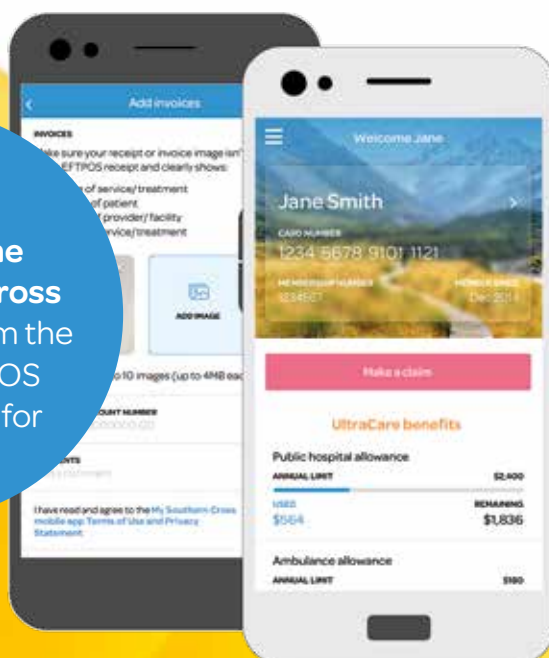 Add invoices
INVOICES
ake sure your receipt or invoice image isn'
EFTPOS receipt and clearly shows:
of service/treatment
of patient
provider/facility
service/treatment
ADD IMAGE
to 10 images (up to 4MB eac
OUNT NUMBER
I have read and agree to the My Southern Cross
mobile app Terms of Use and Privacy
Statement
ross
m the
OS
for
Welcome Jane
Jane Smith
CARD NUMBER
1234 5678 9101 1121
MEMBERSHIP NUMBER
1234567
MEMBER SINCE
Dec 2014
Make a claim
UltraCare benefits
Public hospital allowance
ANNUAL LIMIT
$2,400
USED
REMAINING
$564
$1,836
Ambulance allowance
ANNUAL LIMIT
$180